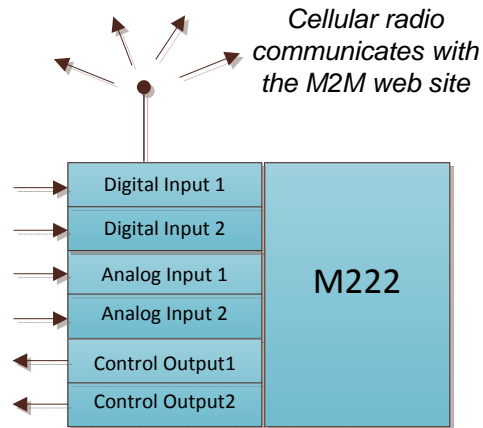 Cellular radio
communicates with
the M2M web site
Digital Input 1
Digital Input 2
Analog Input 1
Analog Input 2
Control Output1
Control Output2
M222